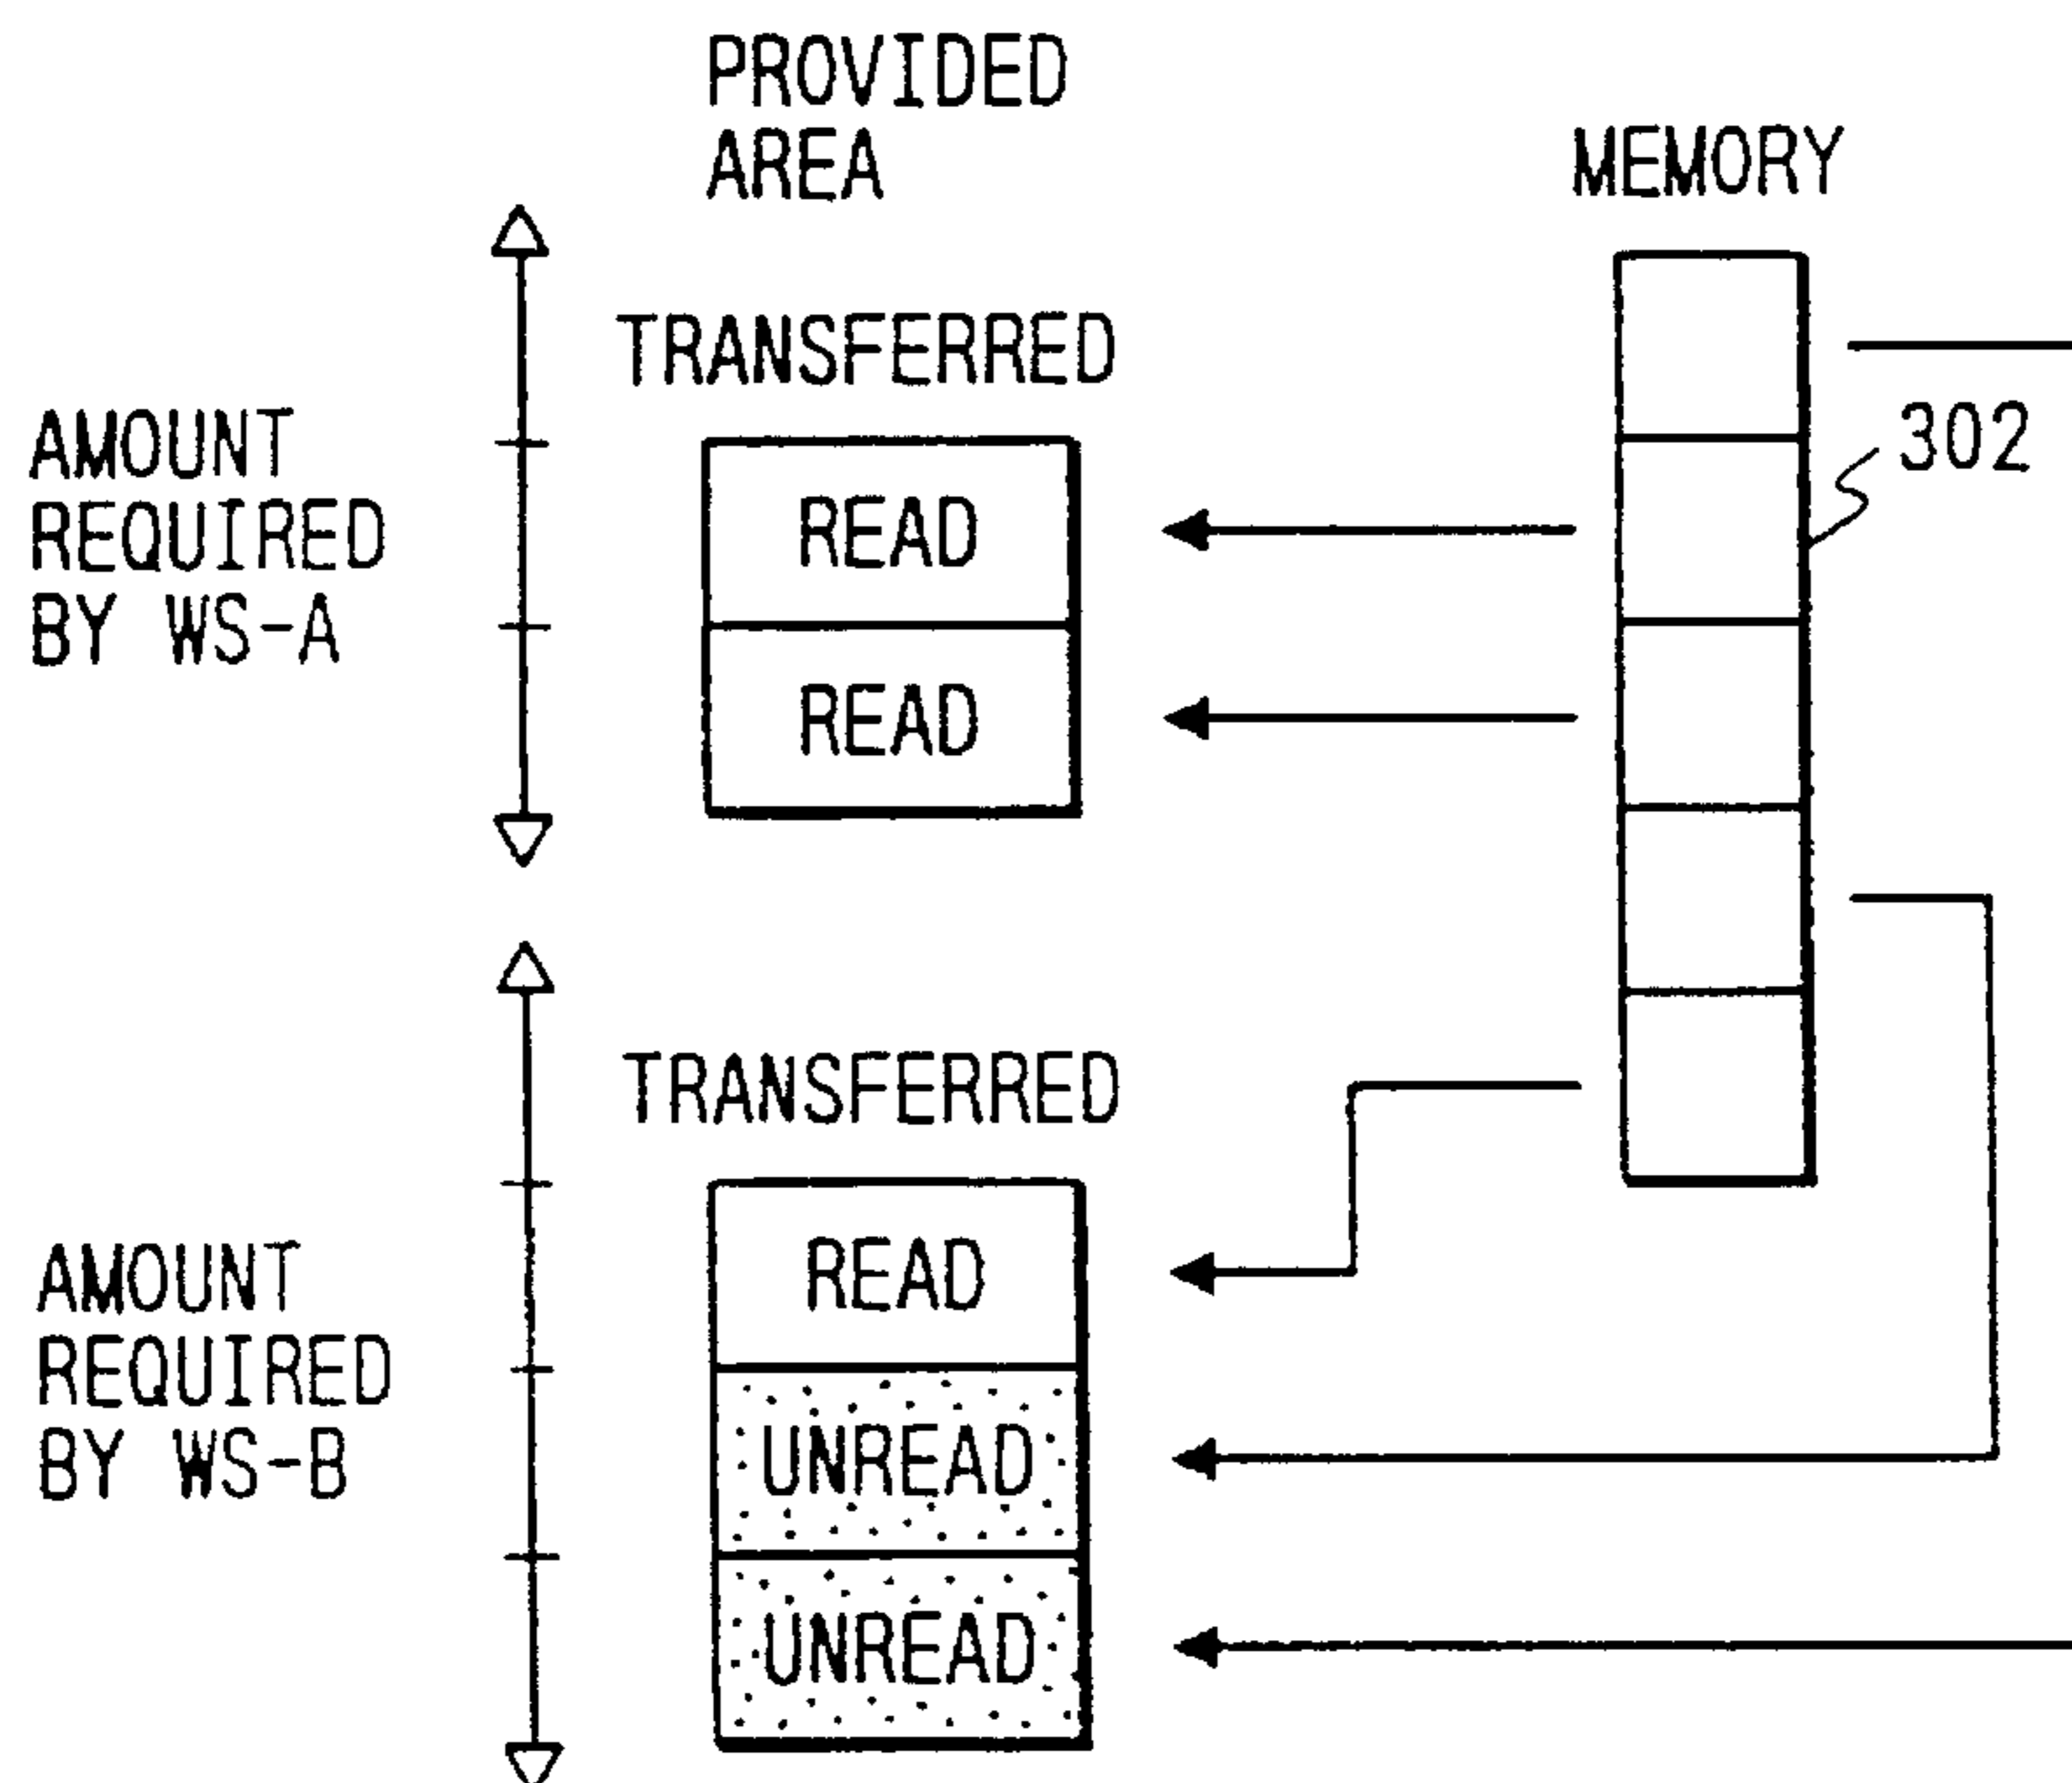 PROVIDED
AREA
MEMORY
TRANSFERRED
302
AMOUNT
REQUIRED
BY WS-A
READ
READ
TRANSFERRED
AMOUNT
REQUIRED
BY WS-B
READ
UNREAD
UNREAD